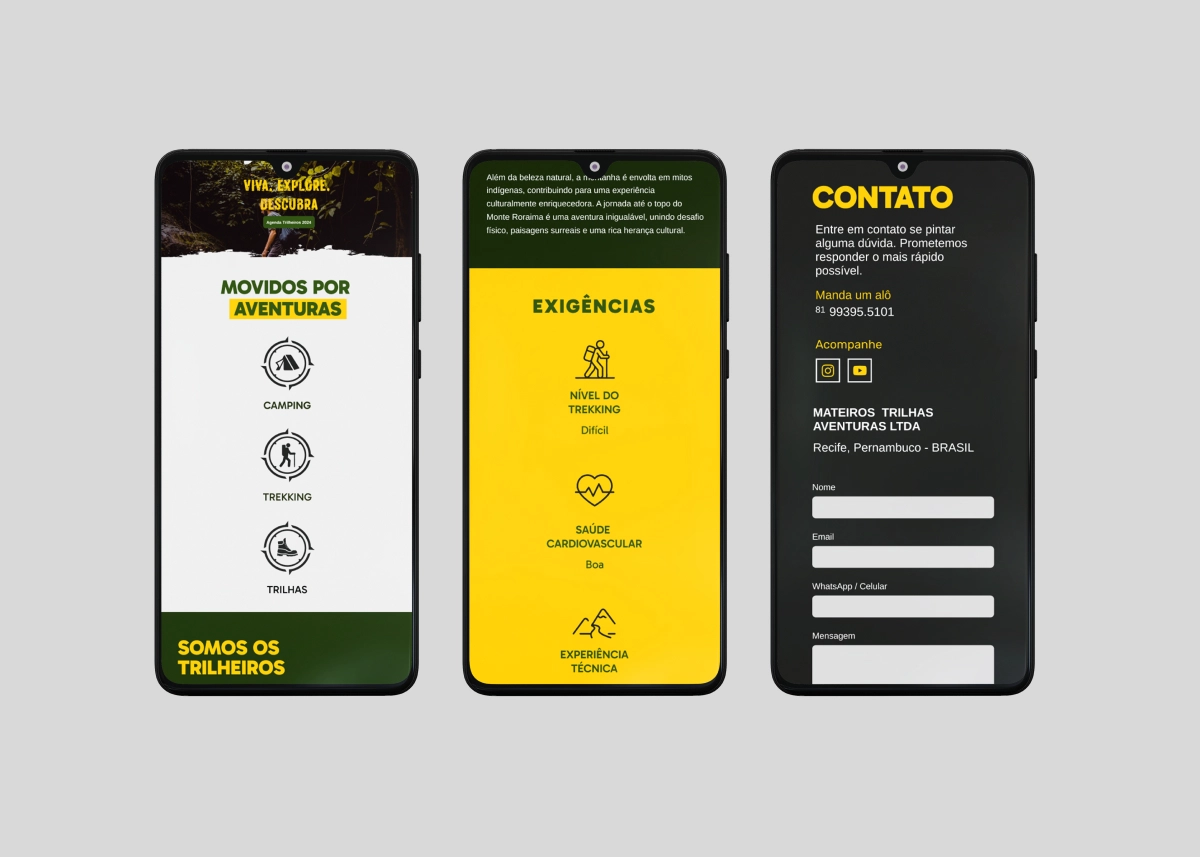 VIVA. EXPLORE.
DESCUBRA
Agenda Trilheiros 2024
MOVIDOS POR
AVENTURAS
CAMPING
TREKKING
TRILHAS
SOMOS OS
TRILHEIROS
Além da beleza natural, a montanha é envolta em mitos
indígenas, contribuindo para uma experiência
culturalmente enriquecedora. A jornada até o topo do
Monte Roraima é uma aventura inigualável, unindo desafio
físico, paisagens surreais e uma rica herança cultural.
EXIGÊNCIAS
NÍVEL DO
TREKKING
Difícil
SAÚDE
CARDIOVASCULAR
Boa
EXPERIÊNCIA
TÉCNICA
CONTATO
Entre em contato se pintar
alguma dúvida. Prometemos
responder o mais rápido
possível.
Manda um alô
81 99395.5101
Acompanhe
MATEIROS TRILHAS
AVENTURAS LTDA
Recife, Pernambuco - BRASIL
Nome
Email
WhatsApp / Celular
Mensagem